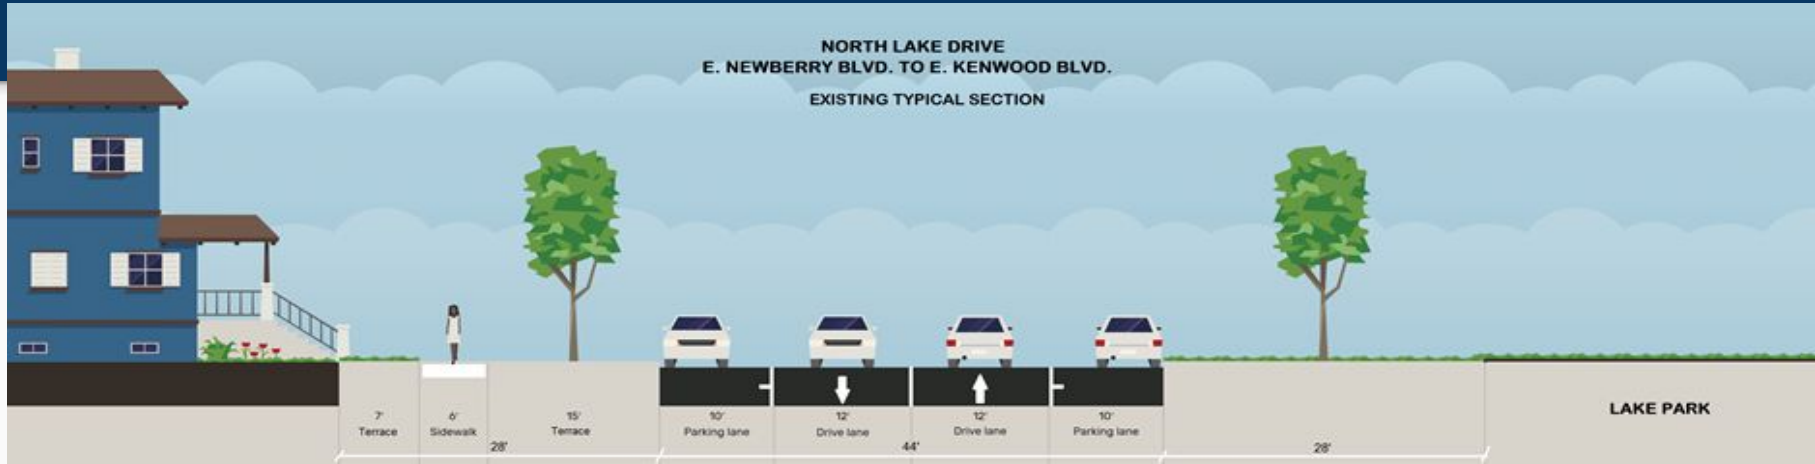 NORTH LAKE DRIVE
E. NEWBERRY BLVD. TO E. KENWOOD BLVD.
EXISTING TYPICAL SECTION
LAKE PARK
7' 6' 15' 10' 12' 12' 10'
Terrace Sidewalk Terrace Parking lane Drive lane Drive lane Parking lane
28' 44' 28'